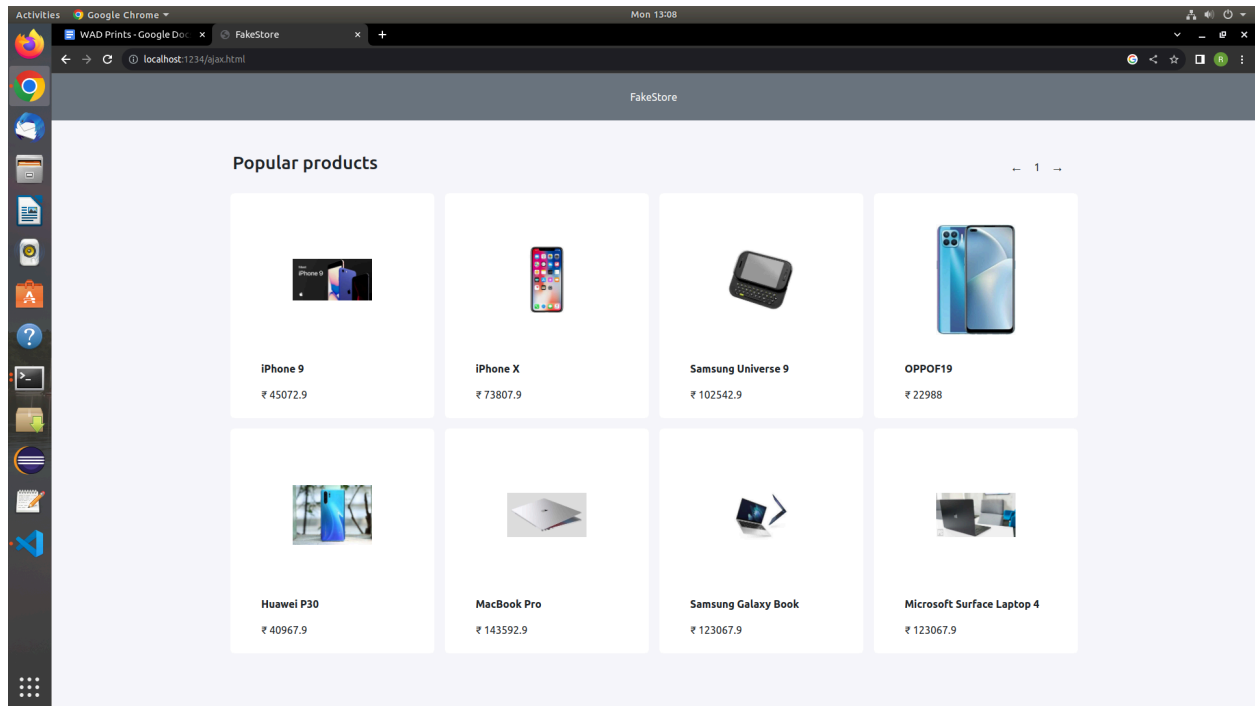 Activities Google Chrome Mon 13:08
WAD Prints - Google Doc FakeStore
localhost:1234/ajax.html
R
FakeStore
Popular products ← 1 →
iPhone 9
iPhone 9 iPhone X Samsung Universe 9 OPPOF19
₹ 45072.9 ₹ 73807.9 ₹ 102542.9 ₹ 22988
Huawei P30 MacBook Pro Samsung Galaxy Book Microsoft Surface Laptop 4
₹ 40967.9 ₹ 143592.9 ₹ 123067.9 ₹ 123067.9